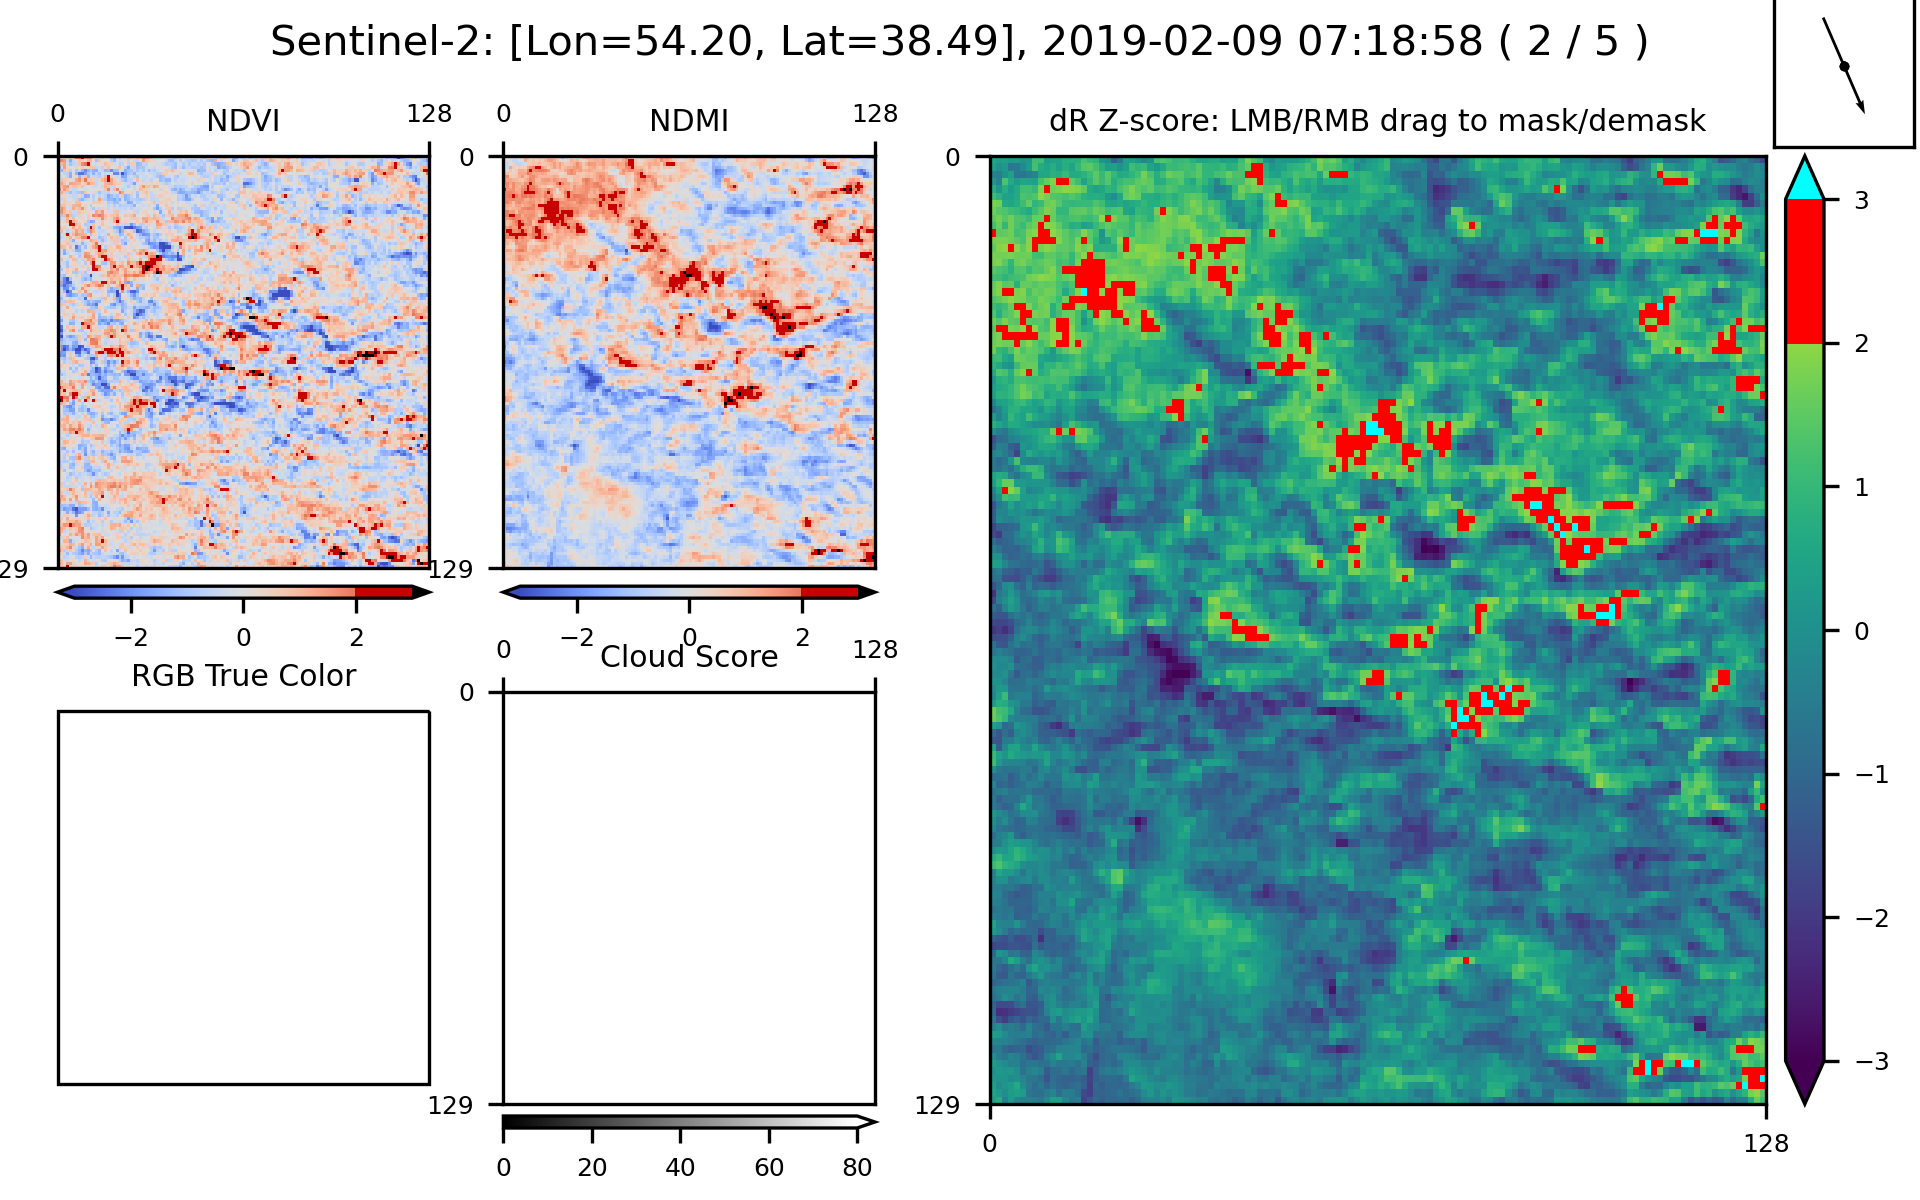 Sentinel-2: [Lon=54.20, Lat=38.49], 2019-02-09 07:18:58 ( 2 / 5 )
0 NDVI 128
0
29
−2 0 2
0 NDMI 128
0
129
−2 0 2
dR Z-score: LMB/RMB drag to mask/demask
0
129
0 128
3
2
1
0
−1
−2
−3
RGB True Color
0 Cloud Score 128
0
129
0 20 40 60 80